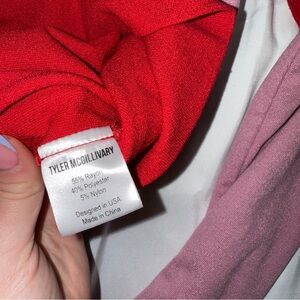 TYLER MCGILLIVARY
55% Rayon
40% Polyester
5% Nylon
Designed in USA
Made in China